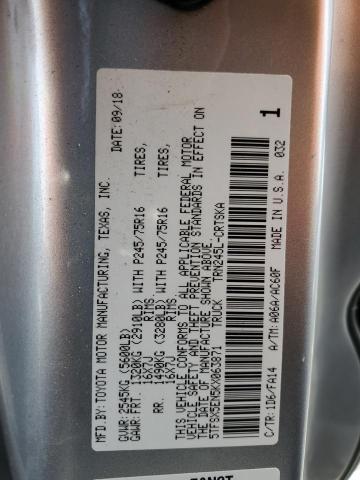 MFD.BY: TOYOTA MOTOR MANUFACTURING, TEXAS, INC. DATE: 09/18
GVWR: 2545KG (5600LB)
GAWR: FRT. 1320KG (2910LB) WITH P245/75R16 TIRES,
16X7J RIMS,
RR. 1490KG (3280LB) WITH P245/75R16 TIRES,
16X7J RIMS.
THIS VEHICLE CONFORMS TO ALL APPLICABLE FEDERAL MOTOR
VEHICLE SAFETY AND THEFT PREVENTION STANDARDS IN EFFECT ON
DATE OF MANUFACTURE SHOWN ABOVE.
5TFSX5EN5KX063871 TRUCK TRN245L-CRTSKA
1
C/TR: 1D6/FA14 A/TM: A06A/AC60F MADE IN U.S.A. 032